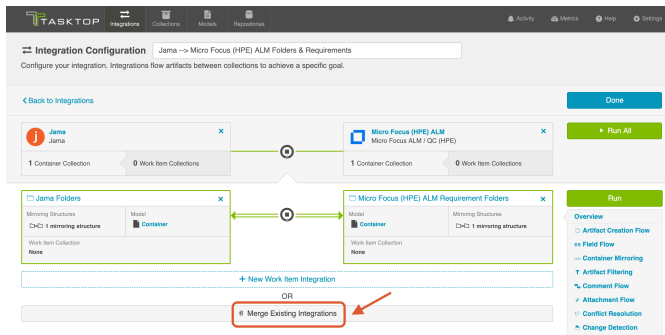 TASKTOP
Integrations
Collections
Models
Repositories
Activity
Metrics
Help
Settings
Integration Configuration
Jama --> Micro Focus (HPE) ALM Folders & Requirements
Configure your integration. Integrations flow artifacts between collections to achieve a specific goal.
Back to Integrations
Done
Jama
Jama
1 Container Collection
0 Work Item Collections
Micro Focus (HPE) ALM
Micro Focus ALM / QC (HPE)
1 Container Collection
0 Work Item Collections
Run All
Jama Folders
Mirroring Structures
1 mirroring structure
Model
Container
Work Item Collection
None
Micro Focus (HPE) ALM Requirement Folders
Model
Container
Mirroring Structures
1 mirroring structure
Work Item Collection
None
Run
Overview
Artifact Creation Flow
Field Flow
Container Mirroring
Artifact Filtering
Comment Flow
Attachment Flow
Conflict Resolution
Change Detection
+ New Work Item Integration
OR
Merge Existing Integrations